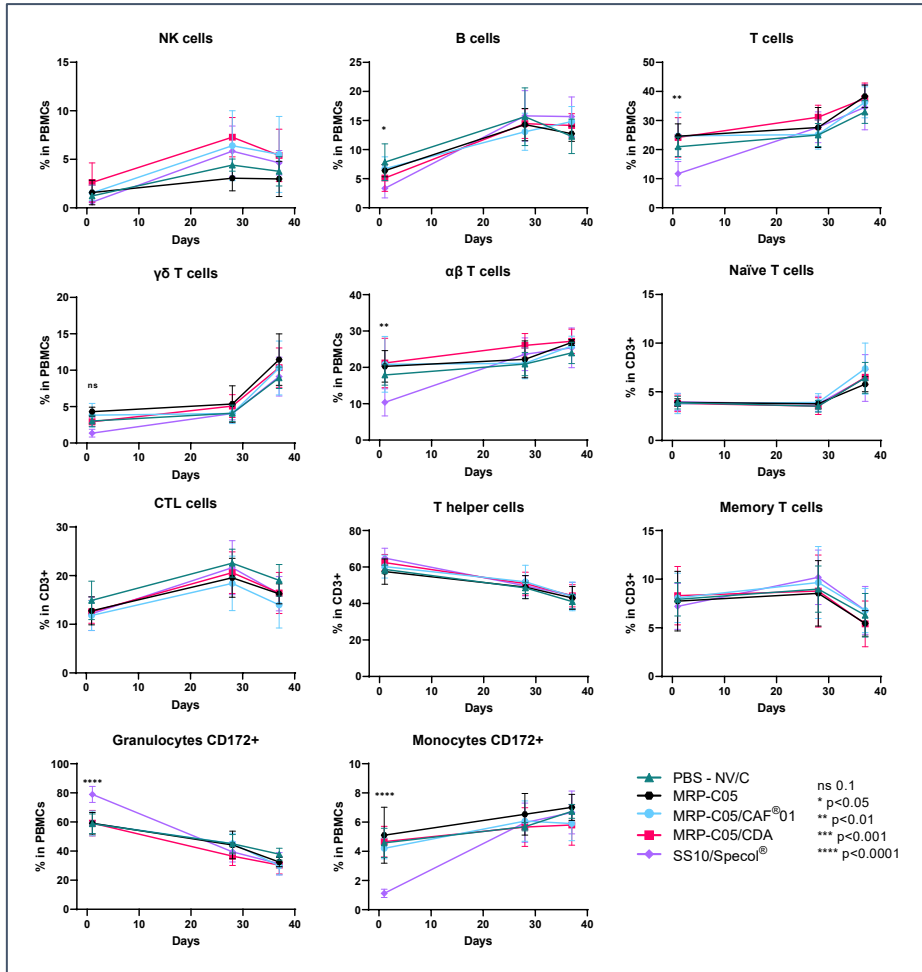 NK cells
15
10
5
0
% in PBMCs
0 10 20 30 40
Days
B cells
25
20
15
10
5
0
% in PBMCs
*
0 10 20 30 40
Days
T cells
50
40
30
20
10
0
% in PBMCs
**
0 10 20 30 40
Days
γδ T cells
20
15
10
5
0
% in PBMCs
ns
0 10 20 30 40
Days
αβ T cells
40
30
20
10
0
% in PBMCs
**
0 10 20 30 40
Days
Naïve T cells
15
10
5
0
% in CD3+
0 10 20 30 40
Days
CTL cells
30
20
10
0
% in CD3+
0 10 20 30 40
Days
T helper cells
80
60
40
20
0
% in CD3+
0 10 20 30 40
Days
Memory T cells
15
10
5
0
% in CD3+
0 10 20 30 40
Days
Granulocytes CD172+
100
80
60
40
20
0
% in PBMCs
****
0 10 20 30 40
Days
Monocytes CD172+
10
8
6
4
2
0
% in PBMCs
****
0 10 20 30 40
Days
PBS - NV/C
MRP-C05
MRP-C05/CAF®01
MRP-C05/CDA
SS10/Specol®
ns 0.1
* p<0.05
** p<0.01
*** p<0.001
**** p<0.0001